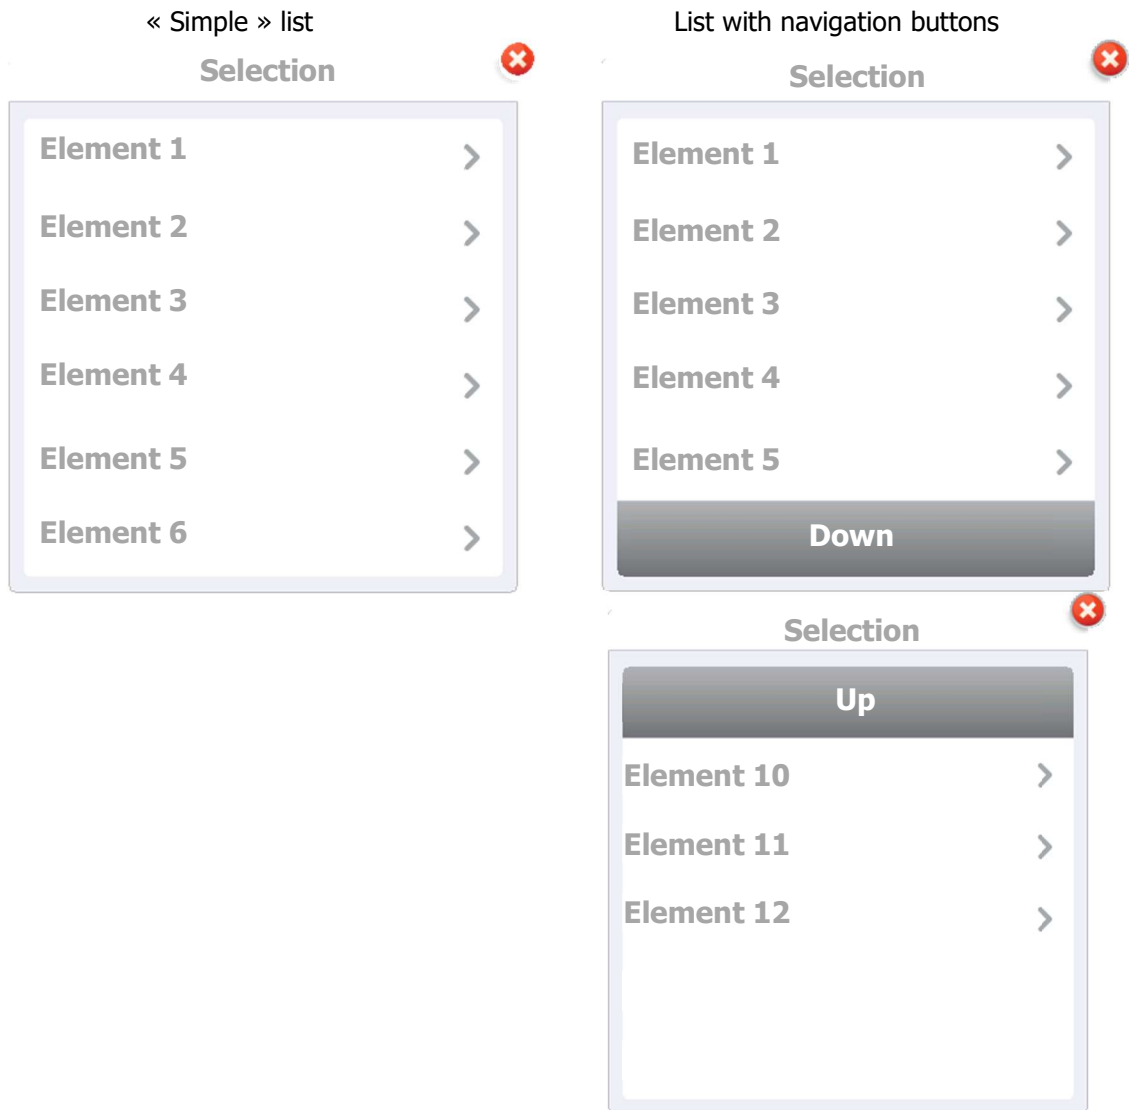 « Simple » list
Selection
Element 1
Element 2
Element 3
Element 4
Element 5
Element 6
List with navigation buttons
Selection
Element 1
Element 2
Element 3
Element 4
Element 5
Down
Selection
Up
Element 10
Element 11
Element 12